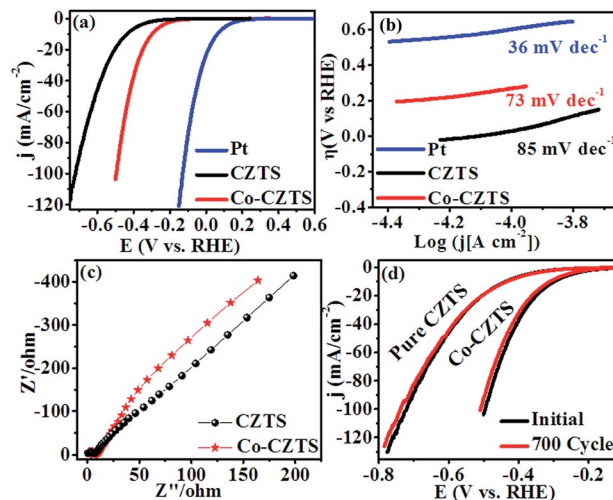 (a)
j (mA/cm⁻²)
0
-20
-40
-60
-80
-100
-120
-0.6 -0.3 0.0 0.3 0.6
E (V vs. RHE)
Pt
CZTS
Co-CZTS
(b)
η(V vs RHE)
0.6
0.4
0.2
0.0
-0.2
-0.4
-0.6
-4.4 -4.2 -4.0 -3.8
Log (j[A cm⁻²)
36 mV dec⁻¹
73 mV dec⁻¹
85 mV dec⁻¹
Pt
CZTS
Co-CZTS
(c)
Z'/ohm
-400
-300
-200
-100
0
0 50 100 150 200
Z''/ohm
CZTS
Co-CZTS
(d)
j (mA/cm⁻²)
0
-20
-40
-60
-80
-100
-120
-0.8 -0.6 -0.4 -0.2
E (V vs. RHE)
Pure CZTS
Co-CZTS
Initial
700 Cycle